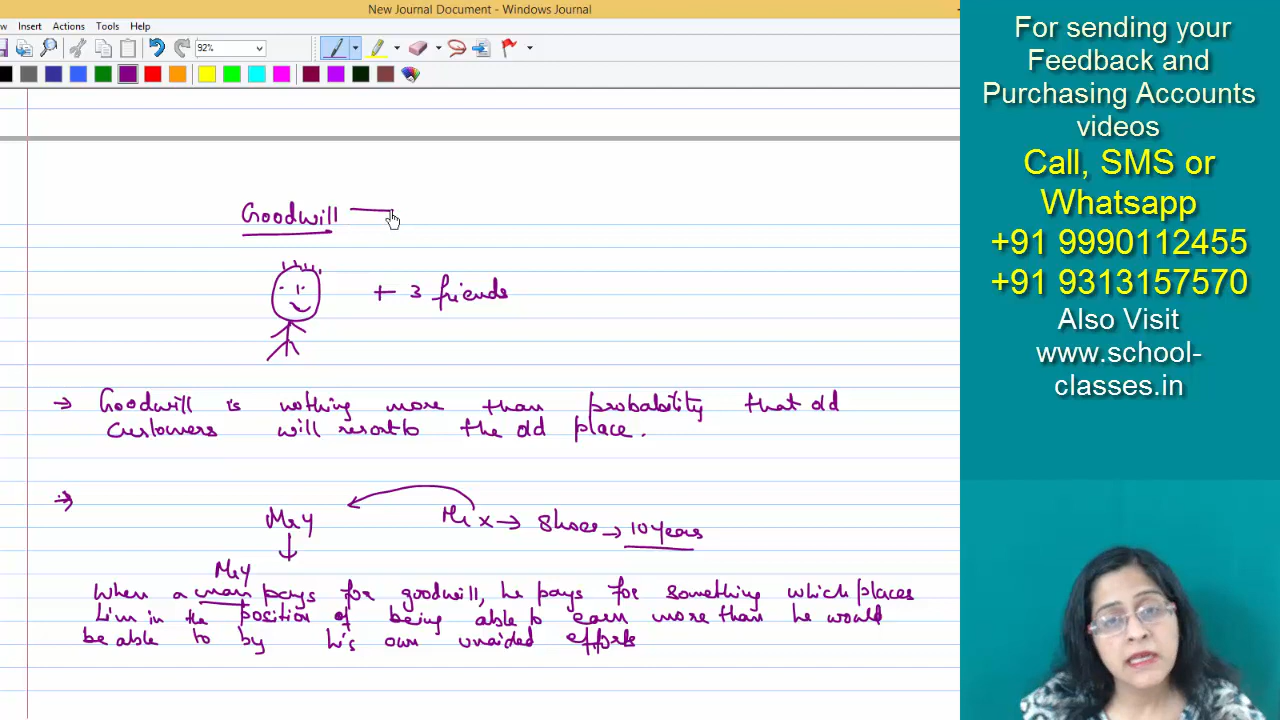 New Journal Document - Windows Journal
Insert Actions Tools Help
92%
Goodwill
+ 3 friends
→ Goodwill is nothing more than probability that old
customers will resort to the old place.
→
Mr Y Mr X → Shoes → 10 years
Mr Y
When a man pays for goodwill, he pays for something which places
him in the position of being able to earn more than he would
be able to by his own unaided efforts
For sending your
Feedback and
Purchasing Accounts
videos
Call, SMS or
Whatsapp
+91 9990112455
+91 9313157570
Also Visit
www.school-
classes.in